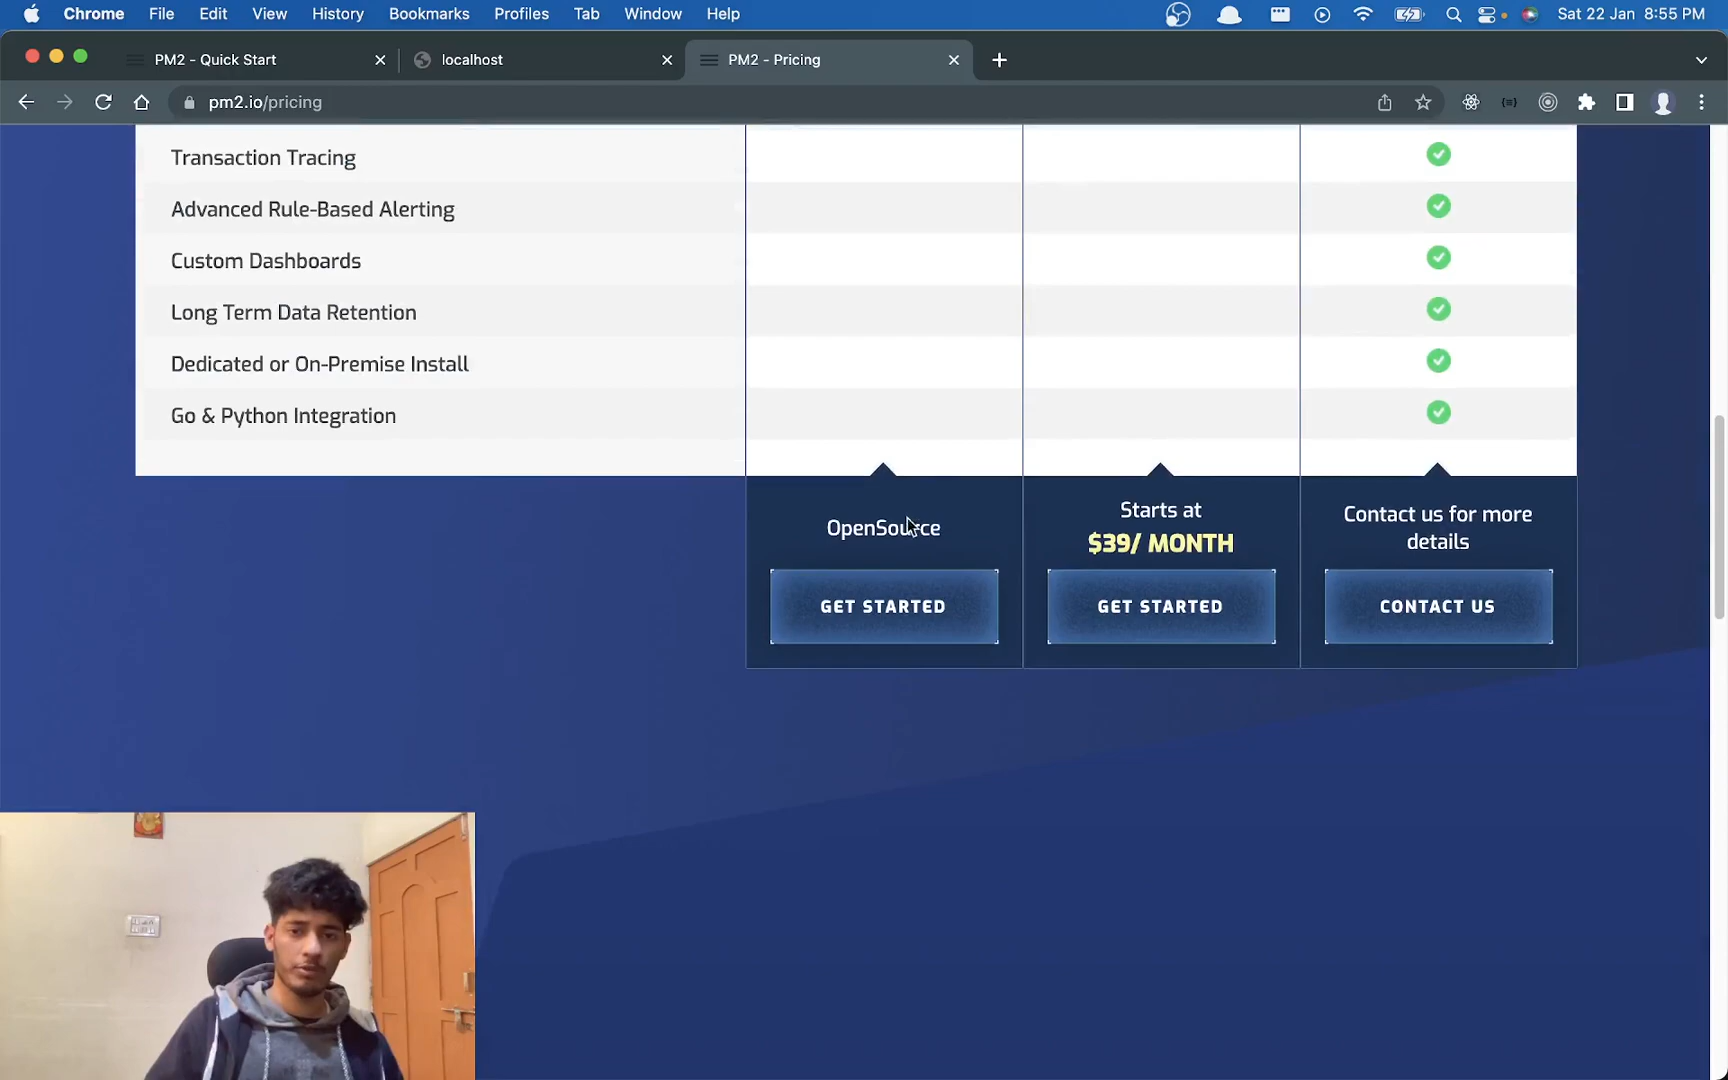 Chrome File Edit View History Bookmarks Profiles Tab Window Help Sat 22 Jan 8:55 PM
PM2 - Quick Start localhost PM2 - Pricing
pm2.io/pricing
Transaction Tracing
Advanced Rule-Based Alerting
Custom Dashboards
Long Term Data Retention
Dedicated or On-Premise Install
Go & Python Integration
OpenSource
GET STARTED
Starts at
$39/ MONTH
GET STARTED
Contact us for more
details
CONTACT US